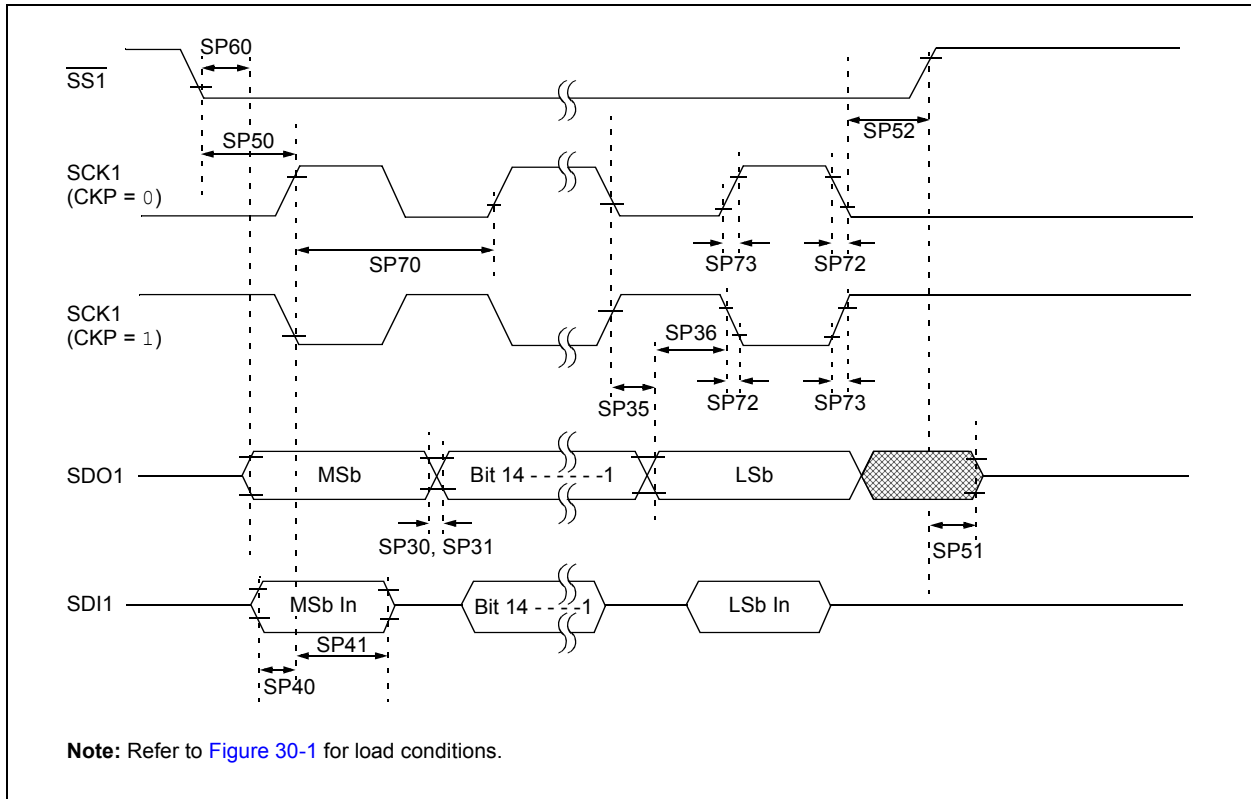 SP60
SS1
SP50
SP52
SCK1
(CKP = 0)
SP70
SP73
SP72
SCK1
(CKP = 1)
SP36
SP35
SP72
SP73
SDO1
MSb
Bit 14 - - - - - -1
LSb
SP30, SP31
SP51
SDI1
MSb In
Bit 14 - - - -1
LSb In
SP41
SP40
Note: Refer to Figure 30-1 for load conditions.